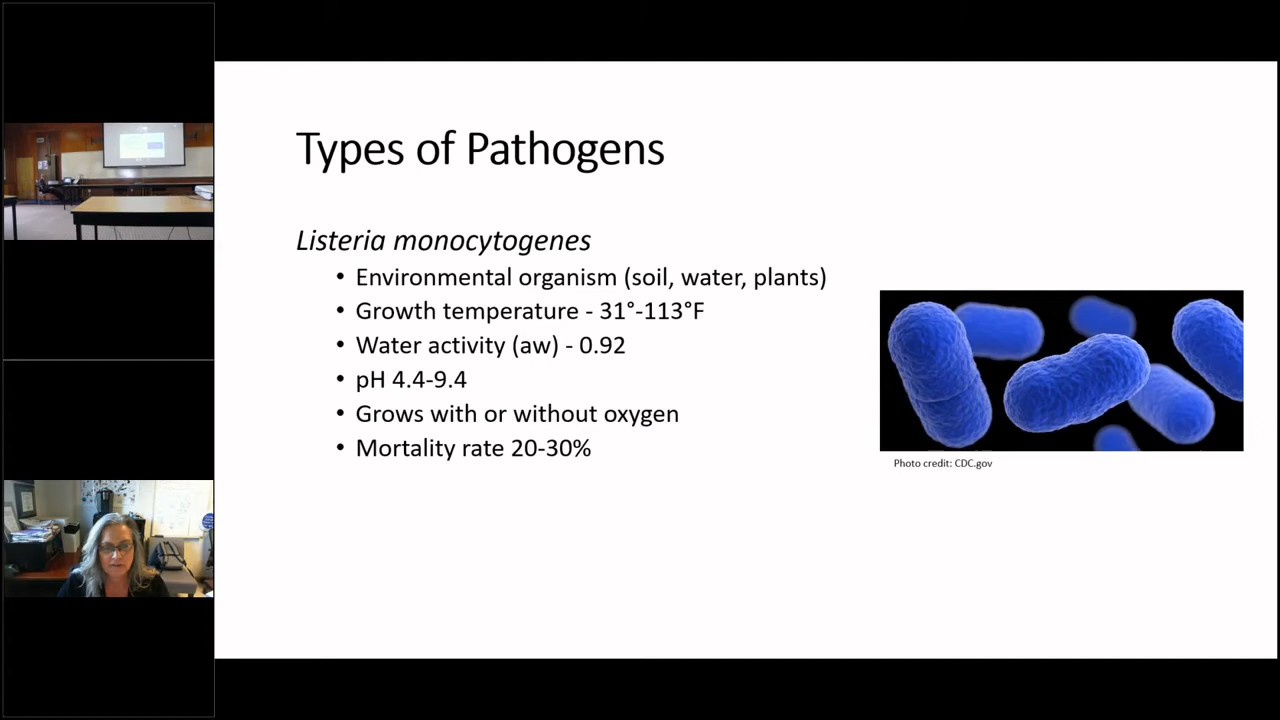 Types of Pathogens
Listeria monocytogenes
• Environmental organism (soil, water, plants)
• Growth temperature - 31°-113°F
• Water activity (aw) - 0.92
• pH 4.4-9.4
• Grows with or without oxygen
• Mortality rate 20-30%
Photo credit: CDC.gov